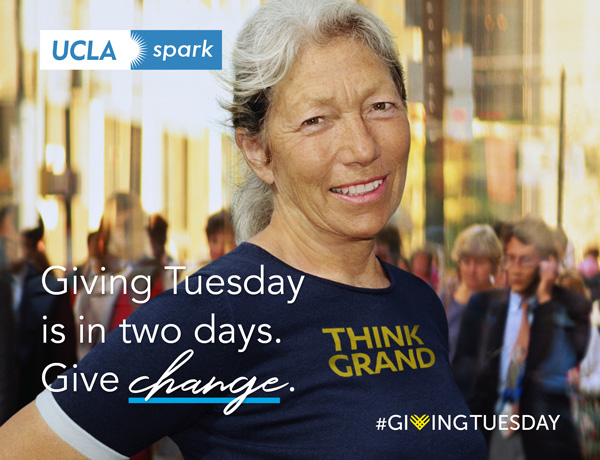 UCLA spark
Giving Tuesday
is in two days.
Give change.
THINK
GRAND
#GIVINGTUESDAY